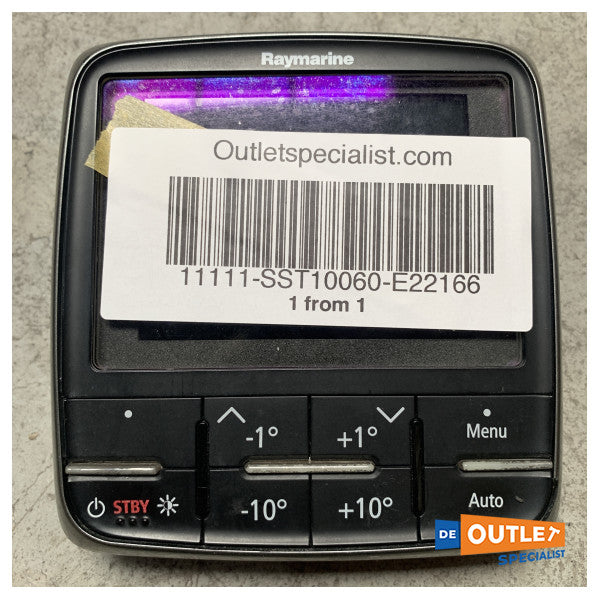 Raymarine
Outletspecialist.com
11111-SST10060-E22166
1 from 1
-1° +1° Menu
STBY -10° +10° Auto
DE OUTLET
SPECIALIST